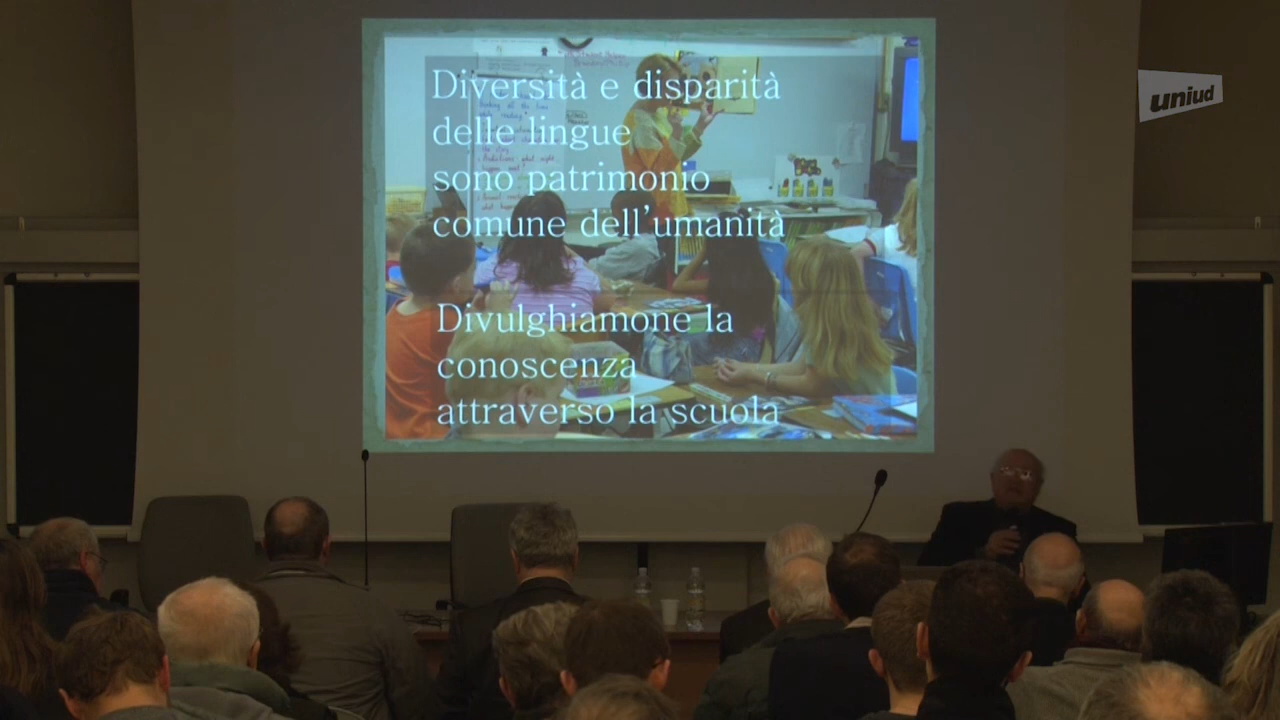 uniud
Diversità e disparità
delle lingue
sono patrimonio
comune dell'umanità
Divulghiamone la
conoscenza
attraverso la scuola